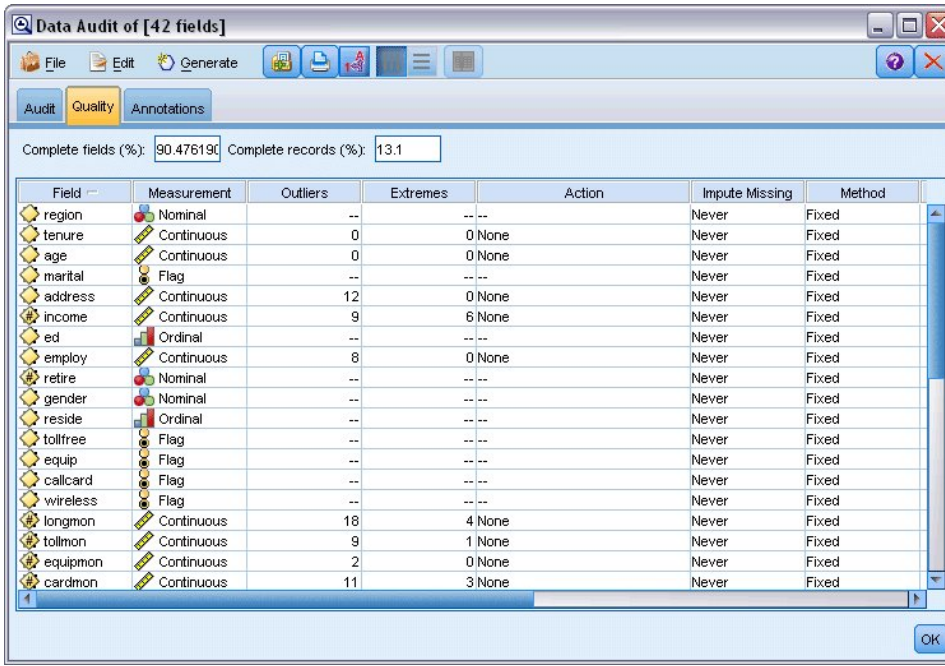 Data Audit of [42 fields]
File Edit Generate
Audit Quality Annotations
Complete fields (%): 90.476190 Complete records (%): 13.1
Field Measurement Outliers Extremes Action Impute Missing Method
region Nominal -- -- -- Never Fixed
tenure Continuous 0 0 None Never Fixed
age Continuous 0 0 None Never Fixed
marital Flag -- -- -- Never Fixed
address Continuous 12 0 None Never Fixed
income Continuous 9 6 None Never Fixed
ed Ordinal -- -- -- Never Fixed
employ Continuous 8 0 None Never Fixed
retire Nominal -- -- -- Never Fixed
gender Nominal -- -- -- Never Fixed
reside Ordinal -- -- -- Never Fixed
tollfree Flag -- -- -- Never Fixed
equip Flag -- -- -- Never Fixed
callcard Flag -- -- -- Never Fixed
wireless Flag -- -- -- Never Fixed
longmon Continuous 18 4 None Never Fixed
tollmon Continuous 9 1 None Never Fixed
equipmon Continuous 2 0 None Never Fixed
cardmon Continuous 11 3 None Never Fixed
OK